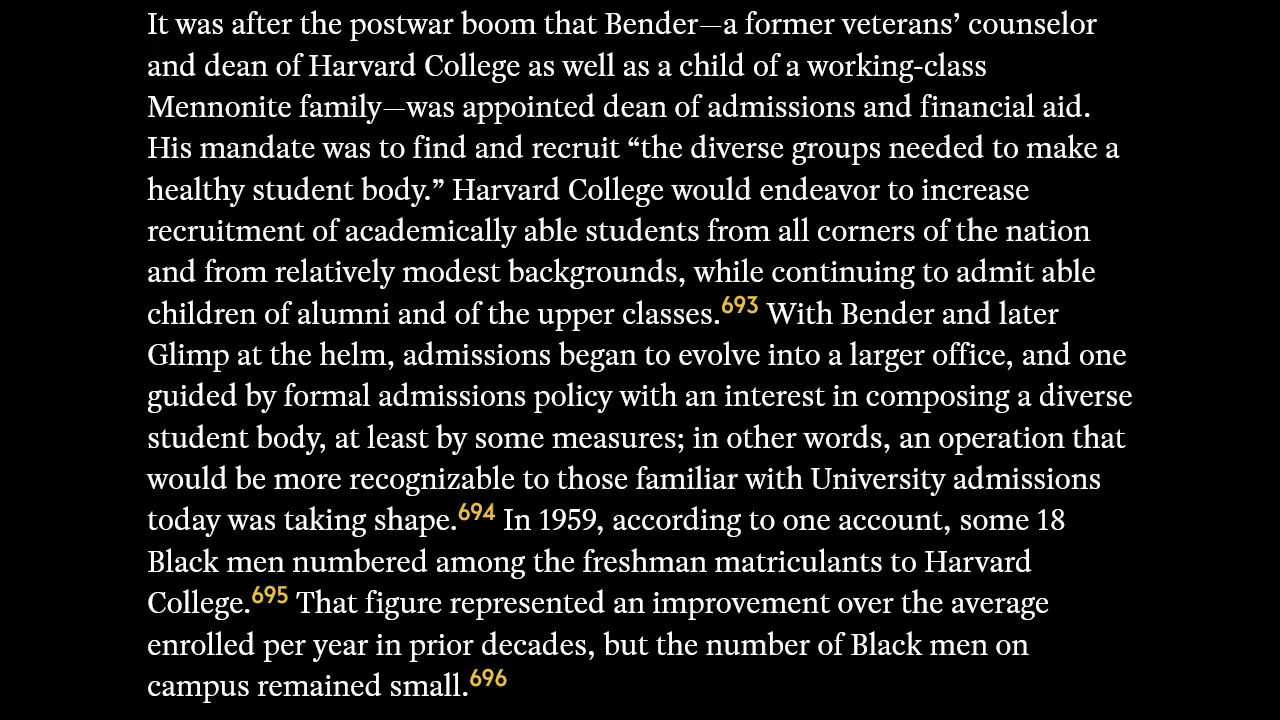 It was after the postwar boom that Bender—a former veterans’ counselor
and dean of Harvard College as well as a child of a working-class
Mennonite family—was appointed dean of admissions and financial aid.
His mandate was to find and recruit “the diverse groups needed to make a
healthy student body.” Harvard College would endeavor to increase
recruitment of academically able students from all corners of the nation
and from relatively modest backgrounds, while continuing to admit able
children of alumni and of the upper classes.693 With Bender and later
Glimp at the helm, admissions began to evolve into a larger office, and one
guided by formal admissions policy with an interest in composing a diverse
student body, at least by some measures; in other words, an operation that
would be more recognizable to those familiar with University admissions
today was taking shape.694 In 1959, according to one account, some 18
Black men numbered among the freshman matriculants to Harvard
College.695 That figure represented an improvement over the average
enrolled per year in prior decades, but the number of Black men on
campus remained small.696